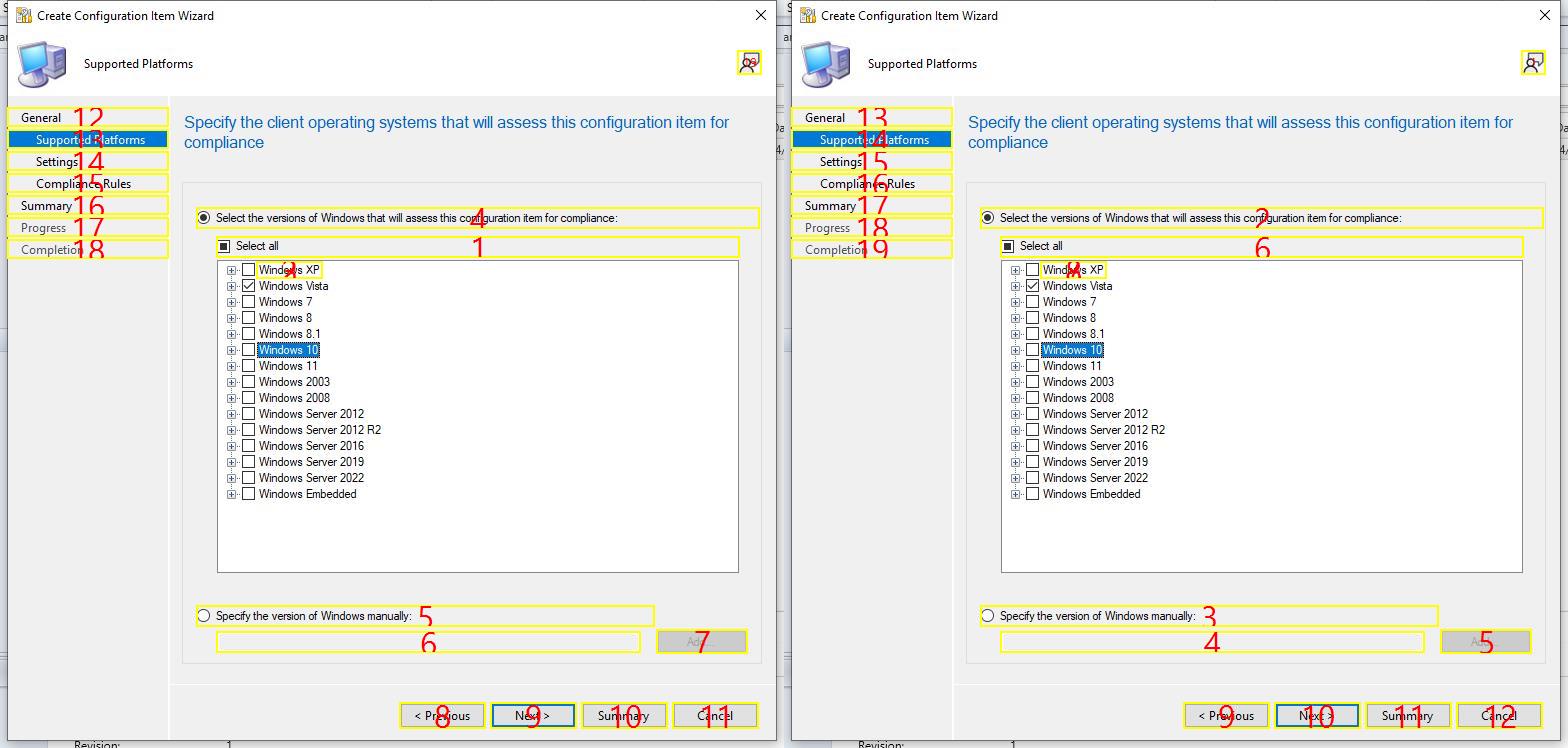 Create Configuration Item Wizard
Supported Platforms
General 12
Supported Platforms 13
Settings 14
Compliance Rules 15
Summary 16
Progress 17
Completion 18
Specify the client operating systems that will assess this configuration item for
compliance
Select the versions of Windows that will assess this configuration item for compliance: 4
Select all 1
Windows XP
Windows Vista
Windows 7
Windows 8
Windows 8.1
Windows 10
Windows 11
Windows 2003
Windows 2008
Windows Server 2012
Windows Server 2012 R2
Windows Server 2016
Windows Server 2019
Windows Server 2022
Windows Embedded
Specify the version of Windows manually: 5
6
Add... 7
< Previous 8
Next > 9
Summary 10
Cancel 11
Revision: 1
Create Configuration Item Wizard
Supported Platforms
General 13
Supported Platforms 14
Settings 15
Compliance Rules 16
Summary 17
Progress 18
Completion 19
Specify the client operating systems that will assess this configuration item for
compliance
Select the versions of Windows that will assess this configuration item for compliance: 2
Select all 6
Windows XP
Windows Vista
Windows 7
Windows 8
Windows 8.1
Windows 10
Windows 11
Windows 2003
Windows 2008
Windows Server 2012
Windows Server 2012 R2
Windows Server 2016
Windows Server 2019
Windows Server 2022
Windows Embedded
Specify the version of Windows manually: 3
4
Add... 5
< Previous 9
Next > 10
Summary 11
Cancel 12
Revision: 1